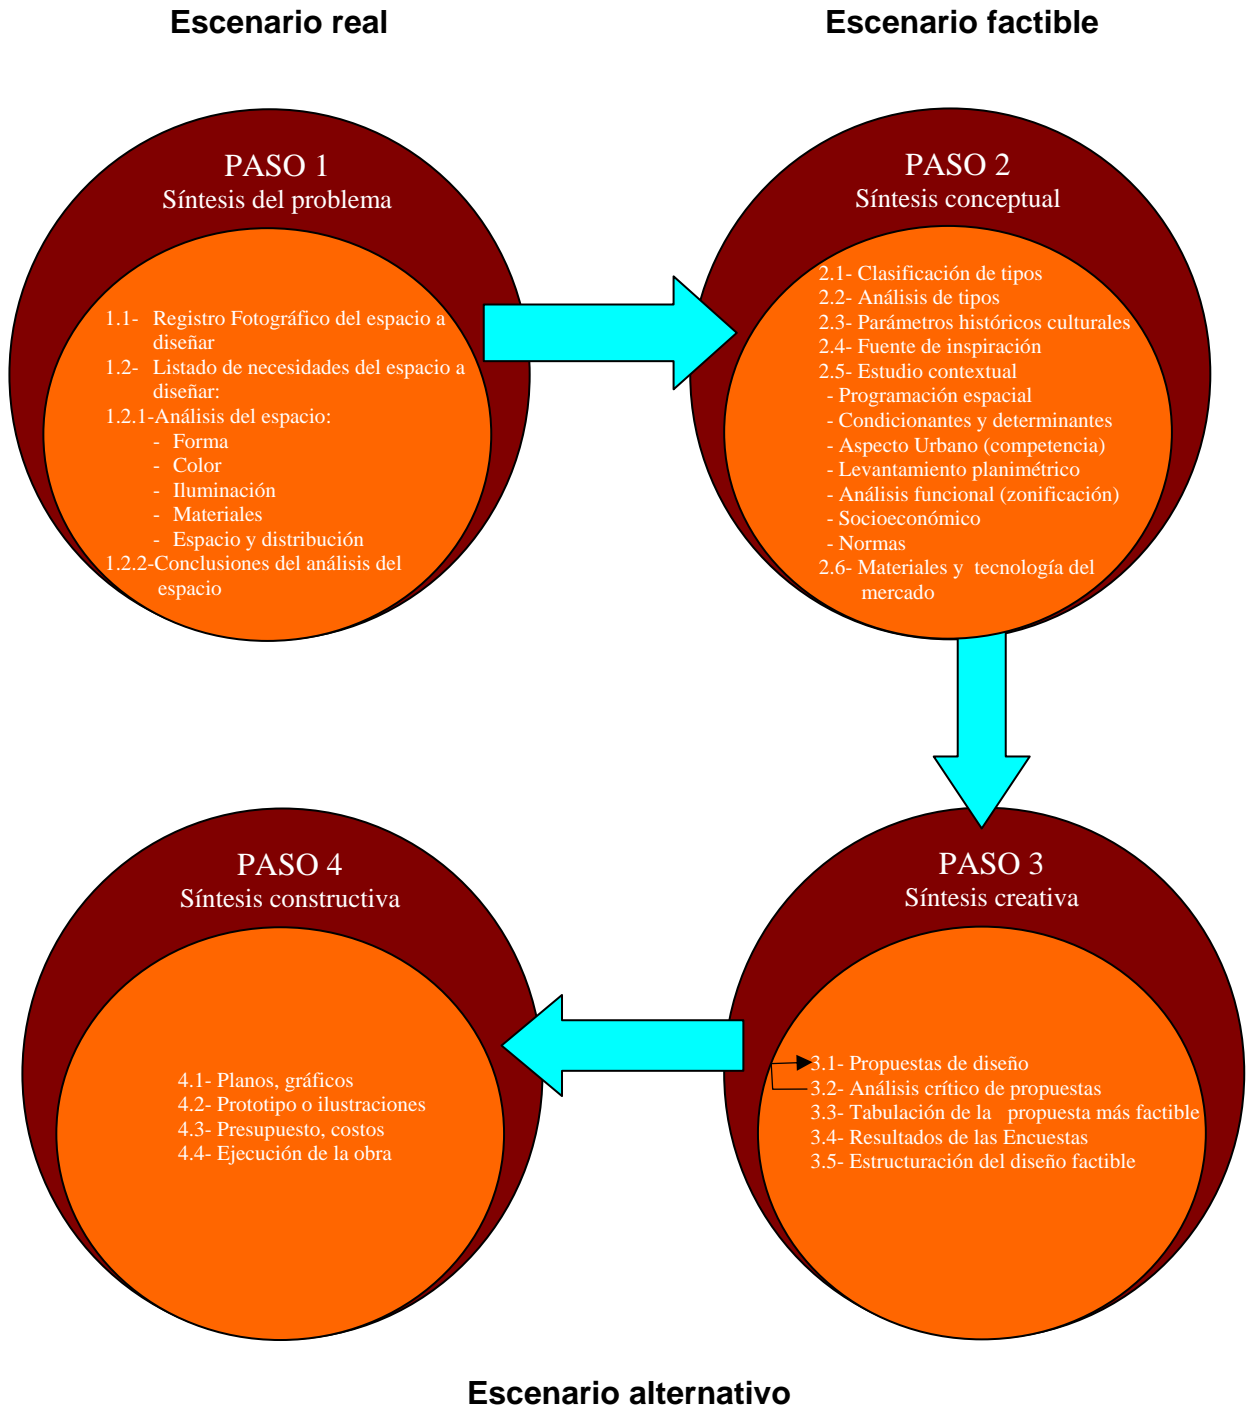 Escenario real
Escenario factible
PASO 1
Síntesis del problema
1.1- Registro Fotográfico del espacio a
diseñar
1.2- Listado de necesidades del espacio a
diseñar:
1.2.1-Análisis del espacio:
- Forma
- Color
- Iluminación
- Materiales
- Espacio y distribución
1.2.2-Conclusiones del análisis del
espacio
PASO 2
Síntesis conceptual
2.1- Clasificación de tipos
2.2- Análisis de tipos
2.3- Parámetros históricos culturales
2.4- Fuente de inspiración
2.5- Estudio contextual
- Programación espacial
- Condicionantes y determinantes
- Aspecto Urbano (competencia)
- Levantamiento planimétrico
- Análisis funcional (zonificación)
- Socioeconómico
- Normas
2.6- Materiales y tecnología del
mercado
PASO 3
Síntesis creativa
3.1- Propuestas de diseño
3.2- Análisis crítico de propuestas
3.3- Tabulación de la propuesta más factible
3.4- Resultados de las Encuestas
3.5- Estructuración del diseño factible
PASO 4
Síntesis constructiva
4.1- Planos, gráficos
4.2- Prototipo o ilustraciones
4.3- Presupuesto, costos
4.4- Ejecución de la obra
Escenario alternativo